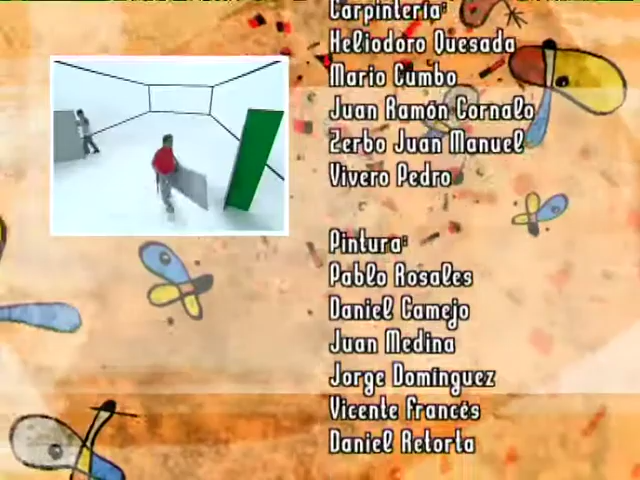 Carpintería:
Heliodoro Quesada
Mario Cumbo
Juan Ramón Cornalo
Zerbo Juan Manuel
Vivero Pedro
Pintura:
Pablo Rosales
Daniel Camejo
Juan Medina
Jorge Domínguez
Vicente Francés
Daniel Retorta